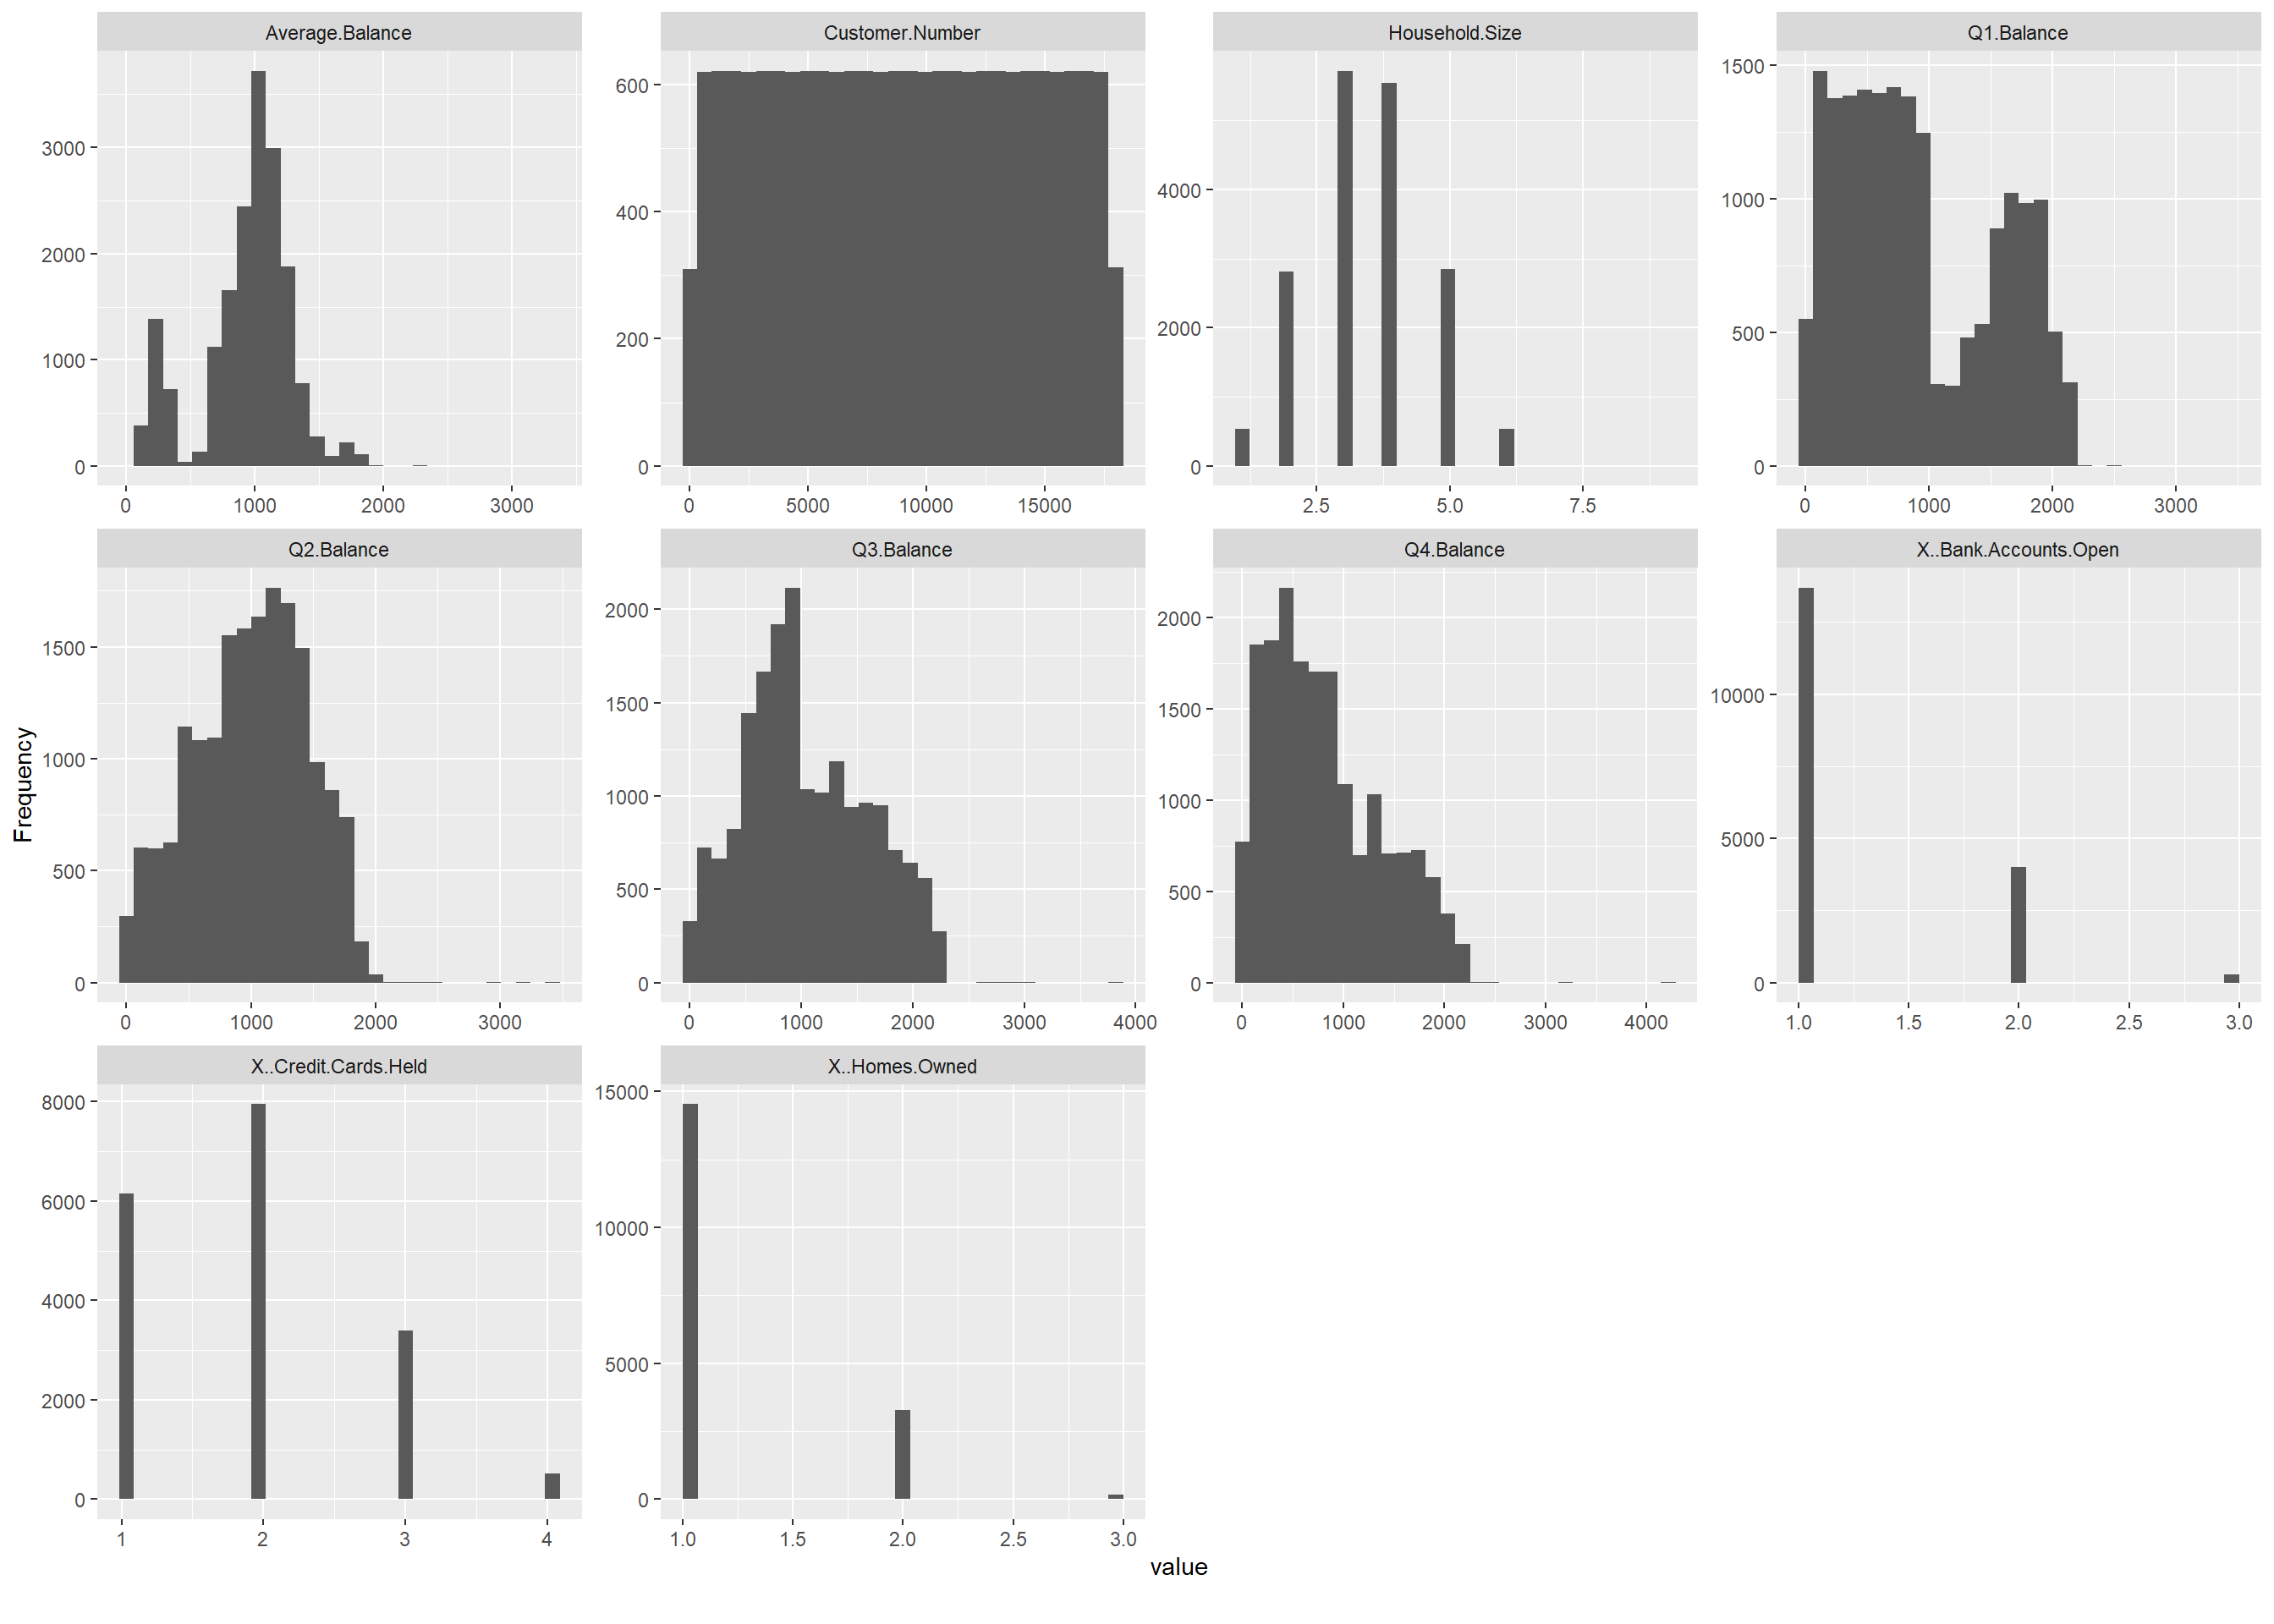 Average.Balance
Customer.Number
Household.Size
Q1.Balance
3000
2000
1000
0
600
400
200
0
4000
2000
0
1500
1000
500
0
0 1000 2000 3000
0 5000 10000 15000
2.5 5.0 7.5
0 1000 2000 3000
Q2.Balance
Q3.Balance
Q4.Balance
X..Bank.Accounts.Open
Frequency
1500
1000
500
0
2000
1500
1000
500
0
2000
1500
1000
500
0
10000
5000
0
0 1000 2000 3000
0 1000 2000 3000 4000
0 1000 2000 3000 4000
1.0 1.5 2.0 2.5 3.0
X..Credit.Cards.Held
X..Homes.Owned
8000
6000
4000
2000
0
15000
10000
5000
0
1 2 3 4
1.0 1.5 2.0 2.5 3.0
value